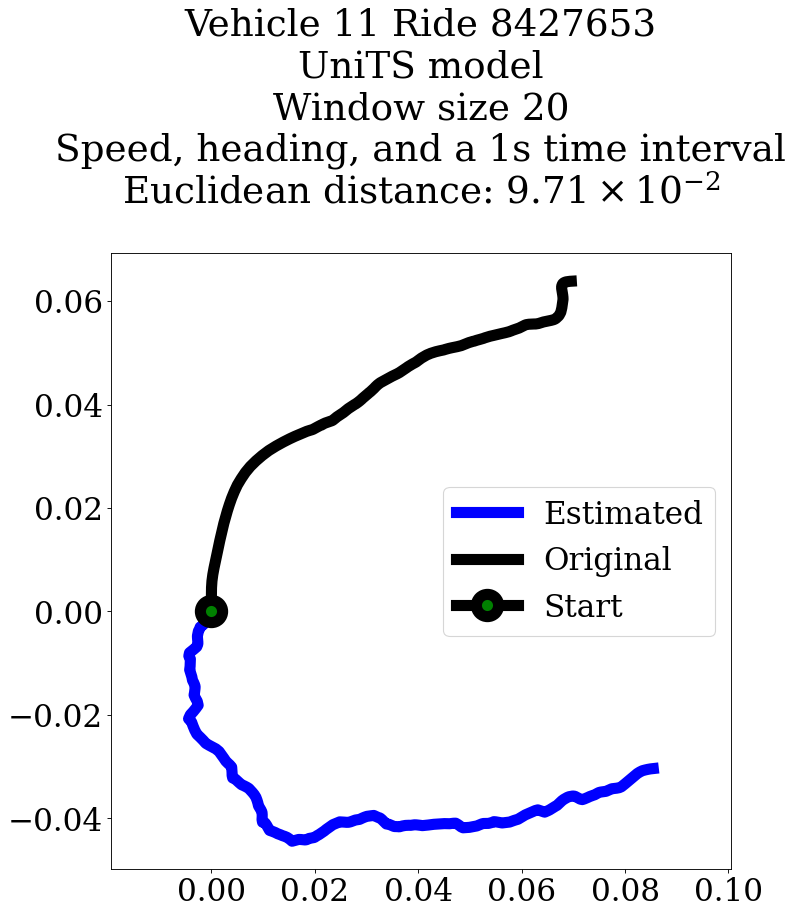 Vehicle 11 Ride 8427653
UniTS model
Window size 20
Speed, heading, and a 1s time interval
Euclidean distance: 9.71 × 10⁻²
0.06
0.04
0.02
0.00
−0.02
−0.04
Estimated
Original
Start
0.00 0.02 0.04 0.06 0.08 0.10